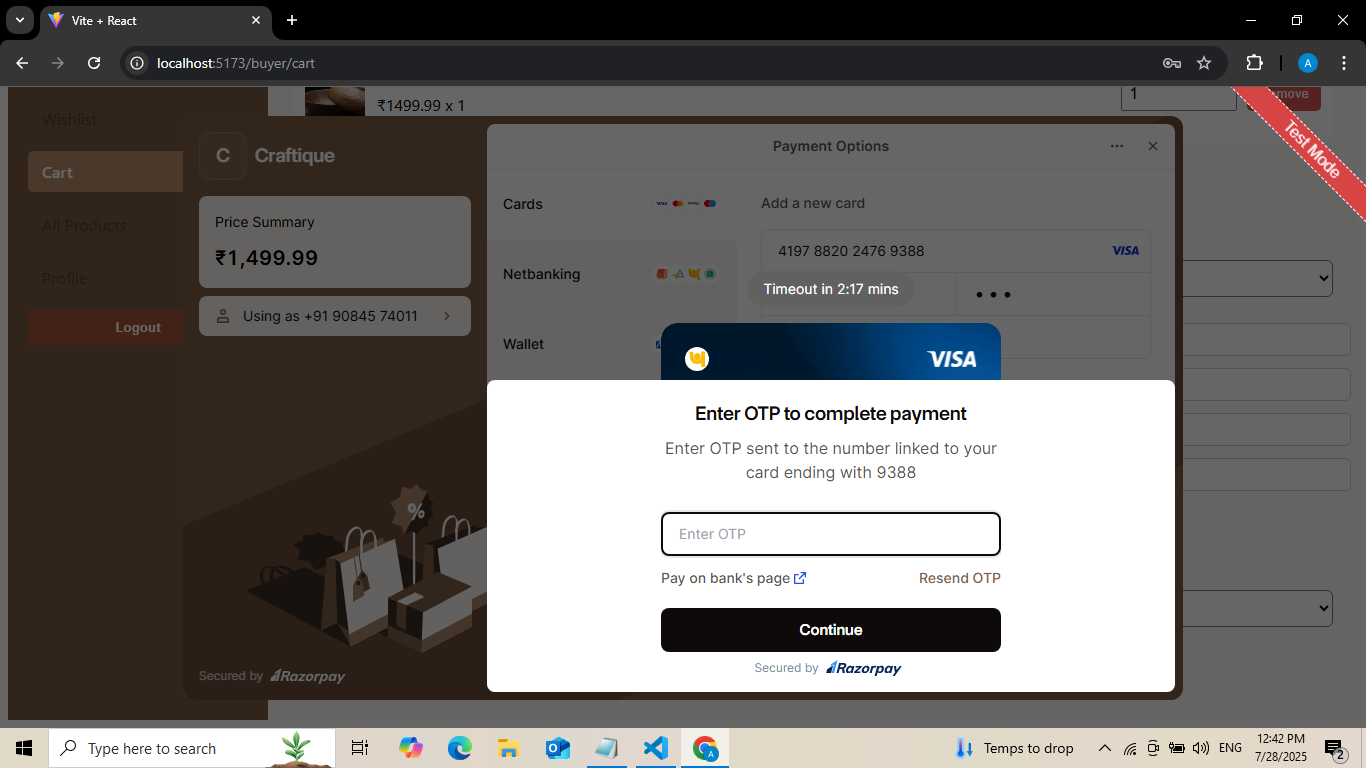 Vite + React
localhost:5173/buyer/cart
Wishlist
Cart
All Products
Profile
Logout
₹1499.99 x 1
1
Test Mode
C Craftique
Price Summary
₹1,499.99
Using as +91 90845 74011
%
Secured by Razorpay
Payment Options
Cards
Netbanking
Wallet
Add a new card
4197 8820 2476 9388 VISA
Timeout in 2:17 mins
VISA
Enter OTP to complete payment
Enter OTP sent to the number linked to your
card ending with 9388
Enter OTP
Pay on bank's page Resend OTP
Continue
Secured by Razorpay
Type here to search
Temps to drop
ENG
12:42 PM
7/28/2025
2
A
A